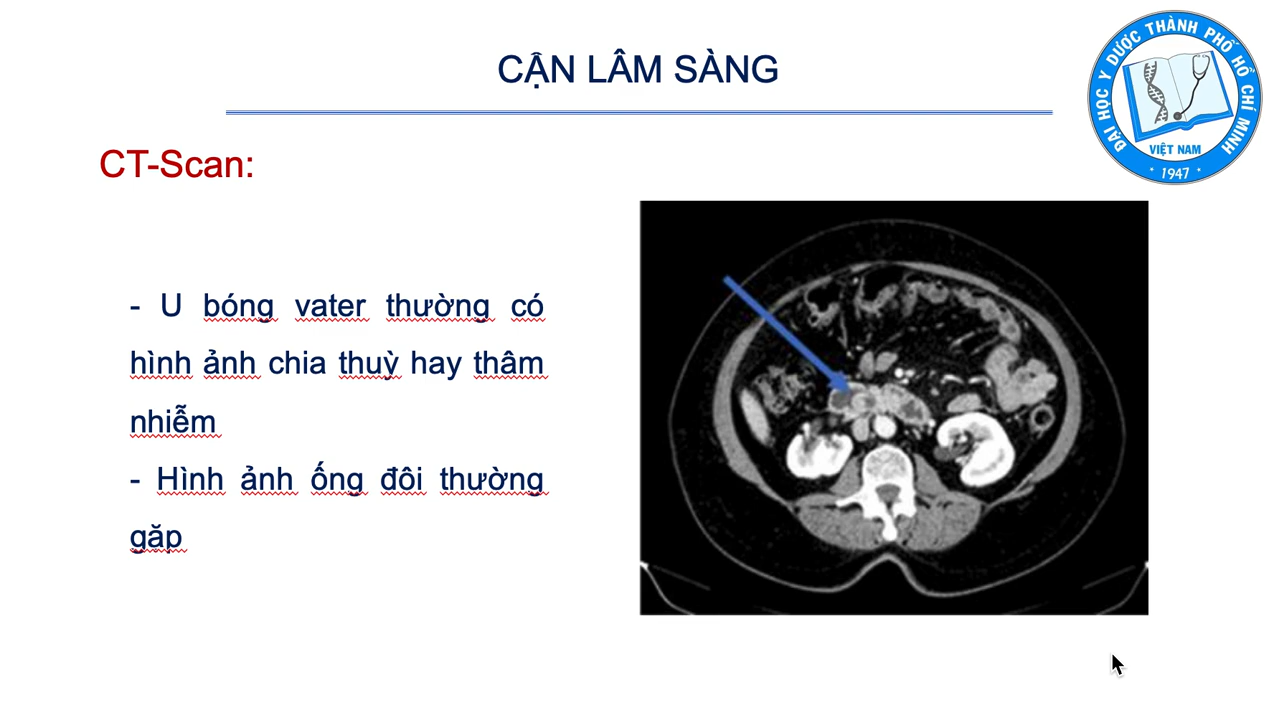 CẬN LÂM SÀNG
ĐẠI HỌC Y DƯỢC THÀNH PHỐ HỒ CHÍ MINH
VIỆT NAM
* 1947 *
CT-Scan:
- U bóng vater thường có
hình ảnh chia thuỳ hay thâm
nhiễm
- Hình ảnh ống đôi thường
gặp